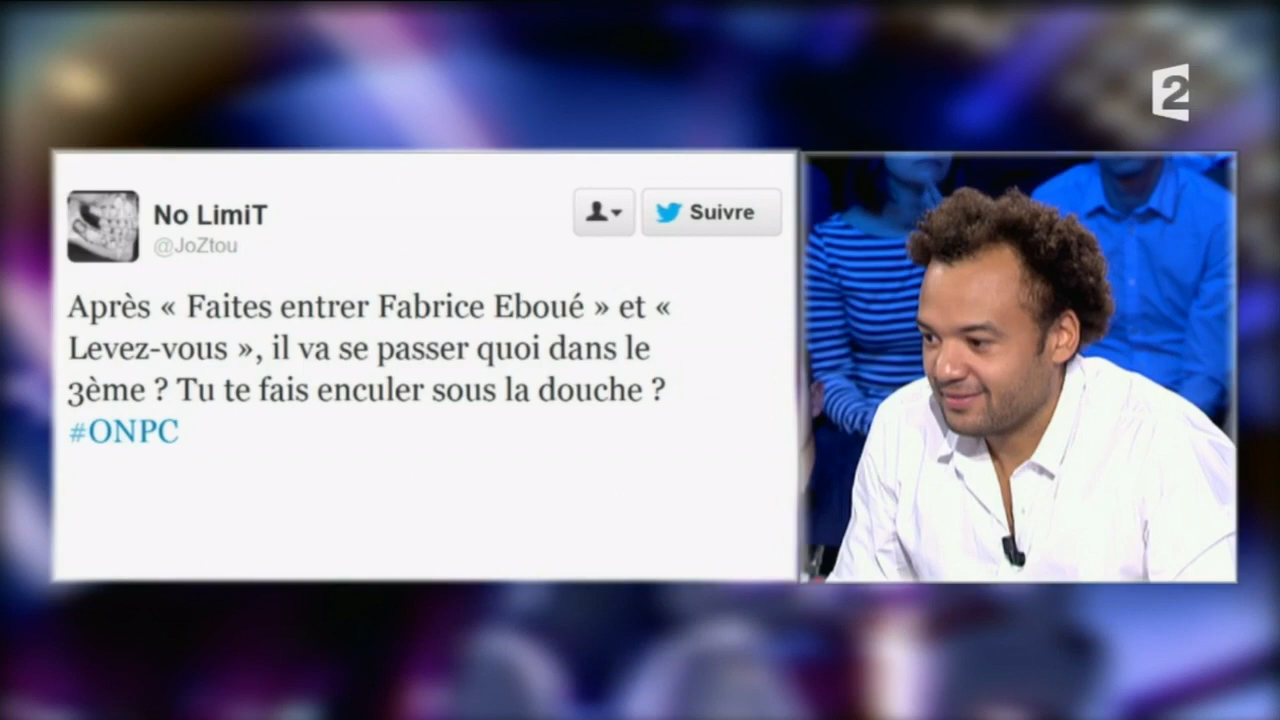 2
No LimiT
@JoZtou
Suivre
Après « Faites entrer Fabrice Eboué » et «
Levez-vous », il va se passer quoi dans le
3ème ? Tu te fais enculer sous la douche ?
#ONPC